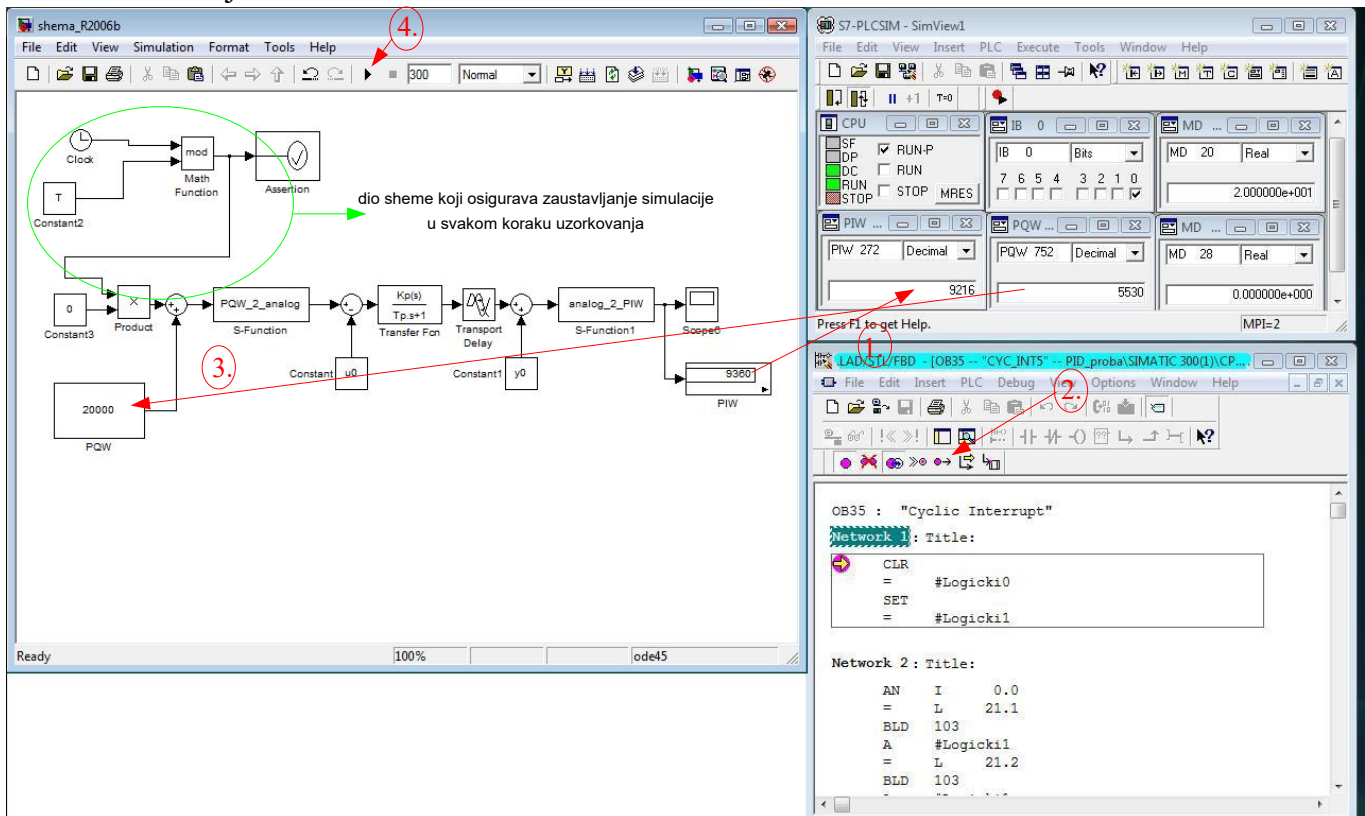 shema_R2006b
4.
File Edit View Simulation Format Tools Help
300 Normal
Clock
mod
Math
Function
Assertion
T
Constant2
dio sheme koji osigurava zaustavljanje simulacije
u svakom koraku uzorkovanja
0
Constant3
×
Product
PQW_2_analog
S-Function
Kp(s)
Tp.s+1
Transfer Fcn
Transport
Delay
analog_2_PIW
S-Function1
Scope6
Constant
u0
Constant1
y0
9360
PIW
3.
20000
PQW
Ready 100% ode45
S7-PLCSIM - SimView1
File Edit View Insert PLC Execute Tools Window Help
+1 T=0
CPU
SF
DP
DC
RUN
STOP
RUN-P
RUN
STOP
MRES
IB 0
IB 0 Bits
7 6 5 4 3 2 1 0
MD ...
MD 20 Real
2.000000e+001
PIW ...
PIW 272 Decimal
9216
PQW ...
PQW 752 Decimal
5530
MD ...
MD 28 Real
0.000000e+000
Press F1 to get Help. MPI=2
1.
LAD/STL/FBD - [OB35 -- "CYC_INT5" -- PID_proba\SIMATIC 300(1)\CP...
File Edit Insert PLC Debug View Options Window Help
2.
OB35 : "Cyclic Interrupt"
Network 1: Title:
CLR
= #Logicki0
SET
= #Logicki1
Network 2 : Title:
AN I 0.0
= L 21.1
BLD 103
A #Logicki1
= L 21.2
BLD 103